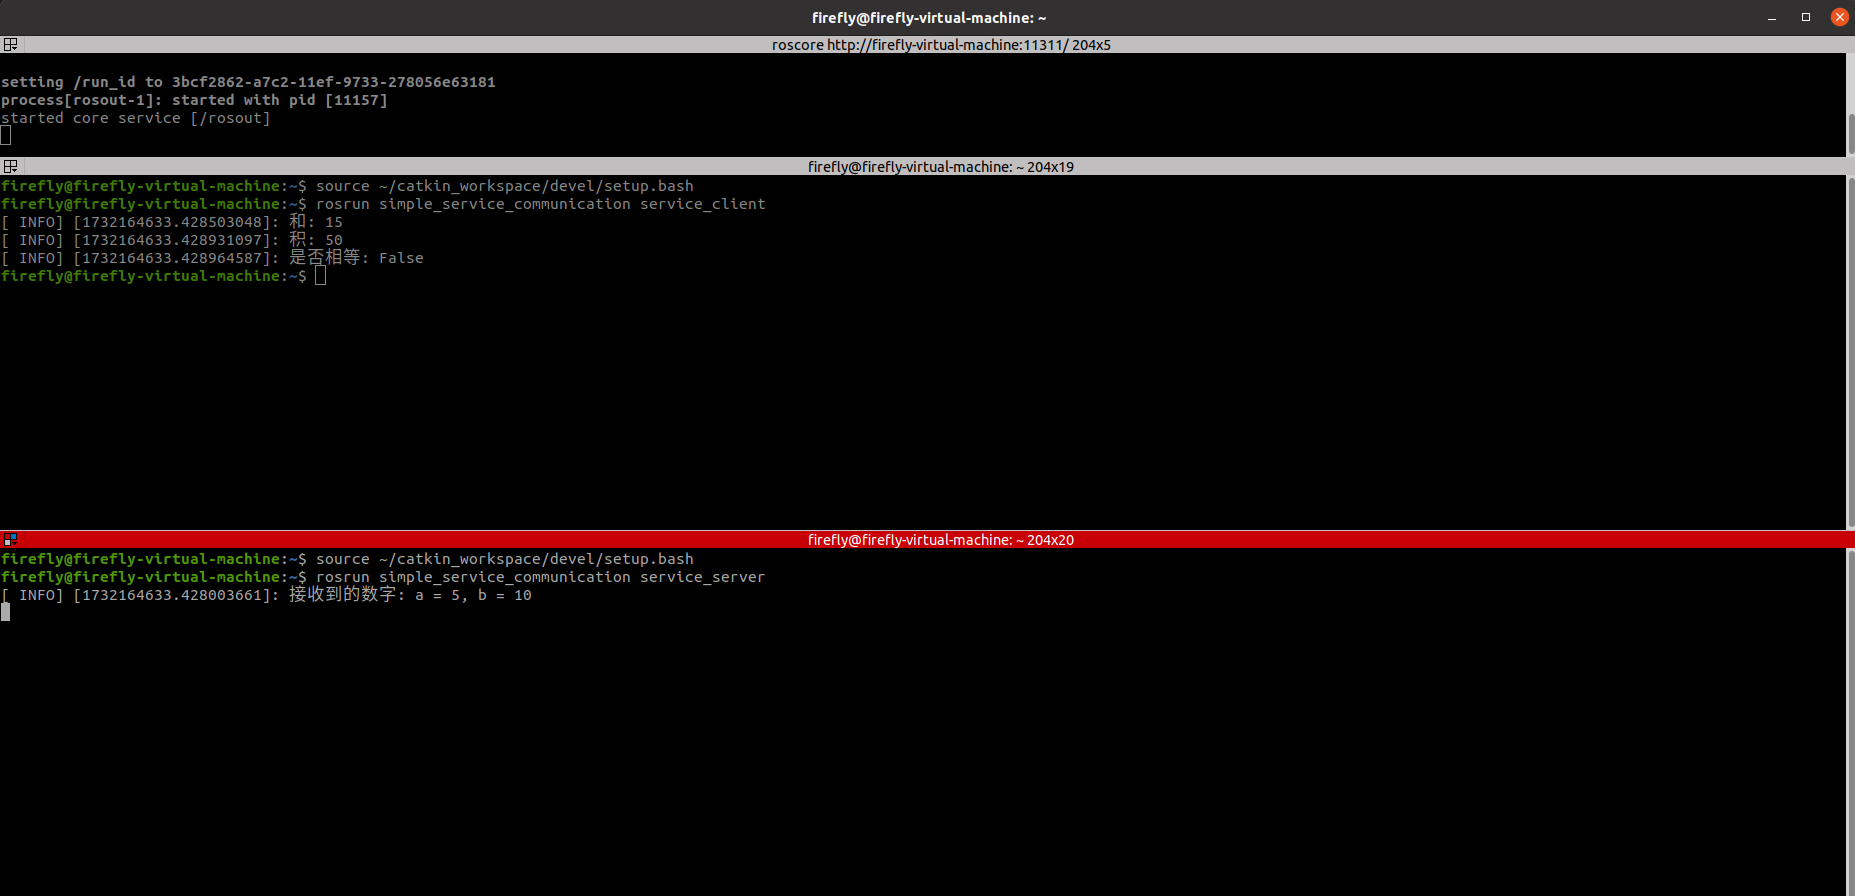 firefly@firefly-virtual-machine: ~
roscore http://firefly-virtual-machine:11311/ 204x5
setting /run_id to 3bcf2862-a7c2-11ef-9733-278056e63181
process[rosout-1]: started with pid [11157]
started core service [/rosout]
firefly@firefly-virtual-machine: ~ 204x19
firefly@firefly-virtual-machine:~$ source ~/catkin_workspace/devel/setup.bash
firefly@firefly-virtual-machine:~$ rosrun simple_service_communication service_client
[ INFO] [1732164633.428503048]: 和: 15
[ INFO] [1732164633.428931097]: 积: 50
[ INFO] [1732164633.428964587]: 是否相等: False
firefly@firefly-virtual-machine:~$
firefly@firefly-virtual-machine: ~ 204x20
firefly@firefly-virtual-machine:~$ source ~/catkin_workspace/devel/setup.bash
firefly@firefly-virtual-machine:~$ rosrun simple_service_communication service_server
[ INFO] [1732164633.428003661]: 接收到的数字: a = 5, b = 10